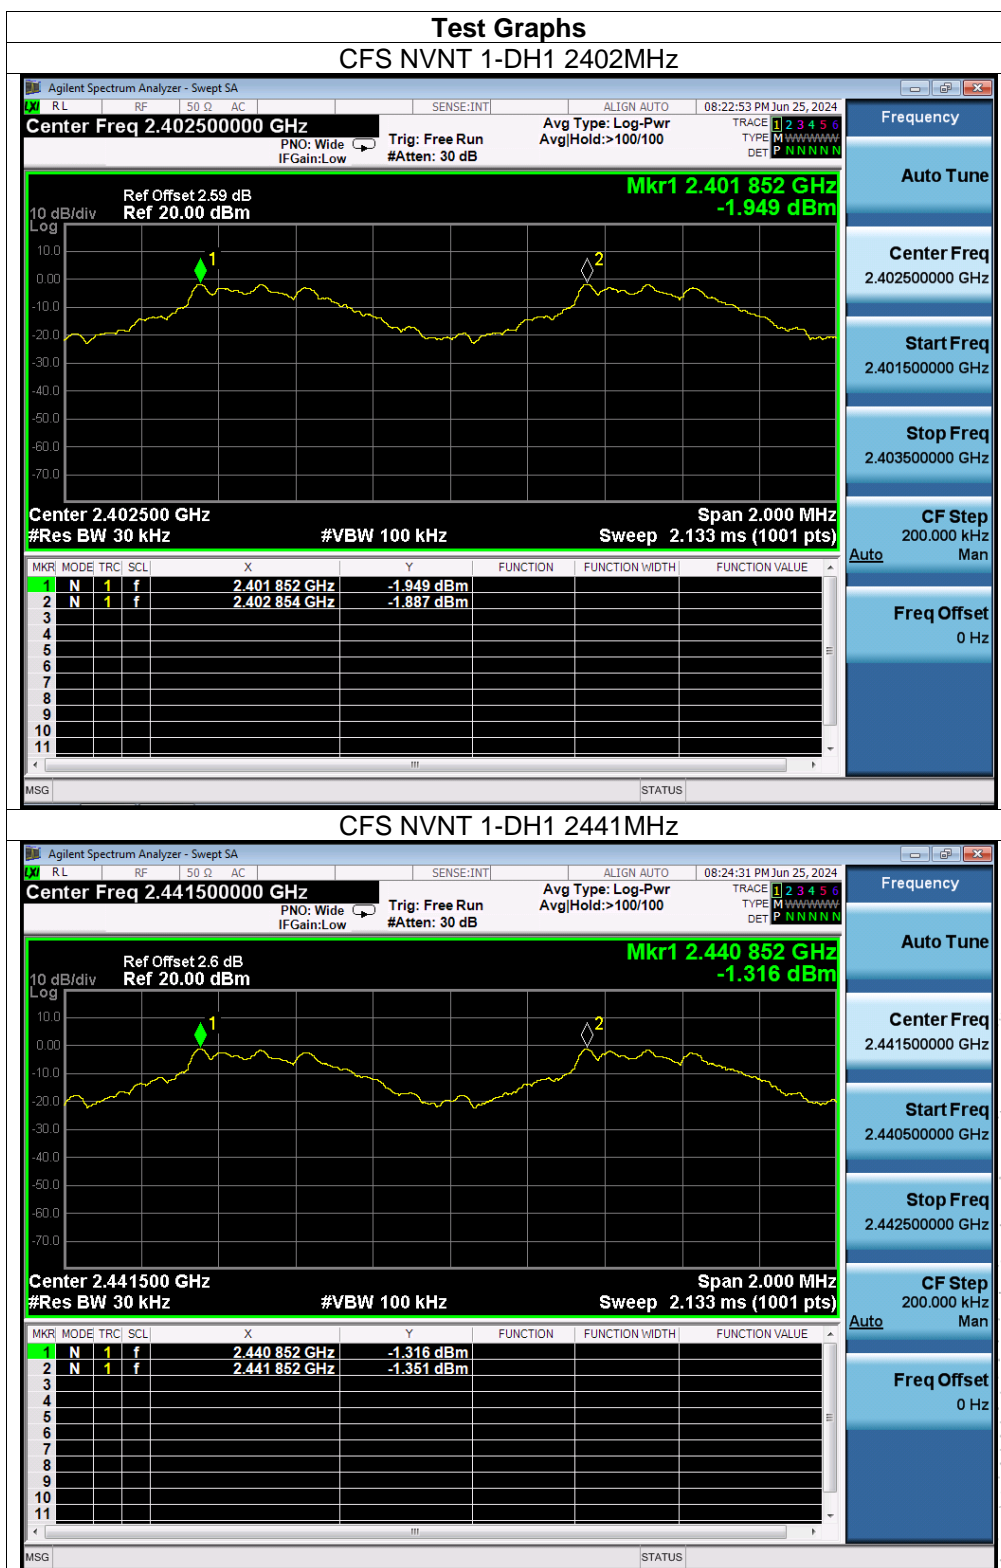 Test Graphs
CFS NVNT 1-DH1 2402MHz
Agilent Spectrum Analyzer - Swept SA
LXI RL RF 50 Ω AC SENSE:INT ALIGN AUTO 08:22:53 PM Jun 25, 2024
Center Freq 2.402500000 GHz
PNO: Wide
IFGain:Low
Trig: Free Run
#Atten: 30 dB
Avg Type: Log-Pwr
Avg|Hold:>100/100
TRACE 1 2 3 4 5 6
TYPE M WWWWW
DET P N N N N N
Ref Offset 2.59 dB
10 dB/div Ref 20.00 dBm
Log
Mkr1 2.401 852 GHz
-1.949 dBm
10.0
0.00
-10.0
-20.0
-30.0
-40.0
-50.0
-60.0
-70.0
1
2
Center 2.402500 GHz Span 2.000 MHz
#Res BW 30 kHz #VBW 100 kHz Sweep 2.133 ms (1001 pts)
MKR MODE TRC SCL X Y FUNCTION FUNCTION WIDTH FUNCTION VALUE
1 N 1 f 2.401 852 GHz -1.949 dBm
2 N 1 f 2.402 854 GHz -1.887 dBm
3
4
5
6
7
8
9
10
11
MSG STATUS
Frequency
Auto Tune
Center Freq
2.402500000 GHz
Start Freq
2.401500000 GHz
Stop Freq
2.403500000 GHz
CF Step
200.000 kHz
Auto Man
Freq Offset
0 Hz
CFS NVNT 1-DH1 2441MHz
Agilent Spectrum Analyzer - Swept SA
LXI RL RF 50 Ω AC SENSE:INT ALIGN AUTO 08:24:31 PM Jun 25, 2024
Center Freq 2.441500000 GHz
PNO: Wide
IFGain:Low
Trig: Free Run
#Atten: 30 dB
Avg Type: Log-Pwr
Avg|Hold:>100/100
TRACE 1 2 3 4 5 6
TYPE M WWWWW
DET P N N N N N
Ref Offset 2.6 dB
10 dB/div Ref 20.00 dBm
Log
Mkr1 2.440 852 GHz
-1.316 dBm
10.0
0.00
-10.0
-20.0
-30.0
-40.0
-50.0
-60.0
-70.0
1
2
Center 2.441500 GHz Span 2.000 MHz
#Res BW 30 kHz #VBW 100 kHz Sweep 2.133 ms (1001 pts)
MKR MODE TRC SCL X Y FUNCTION FUNCTION WIDTH FUNCTION VALUE
1 N 1 f 2.440 852 GHz -1.316 dBm
2 N 1 f 2.441 852 GHz -1.351 dBm
3
4
5
6
7
8
9
10
11
MSG STATUS
Frequency
Auto Tune
Center Freq
2.441500000 GHz
Start Freq
2.440500000 GHz
Stop Freq
2.442500000 GHz
CF Step
200.000 kHz
Auto Man
Freq Offset
0 Hz